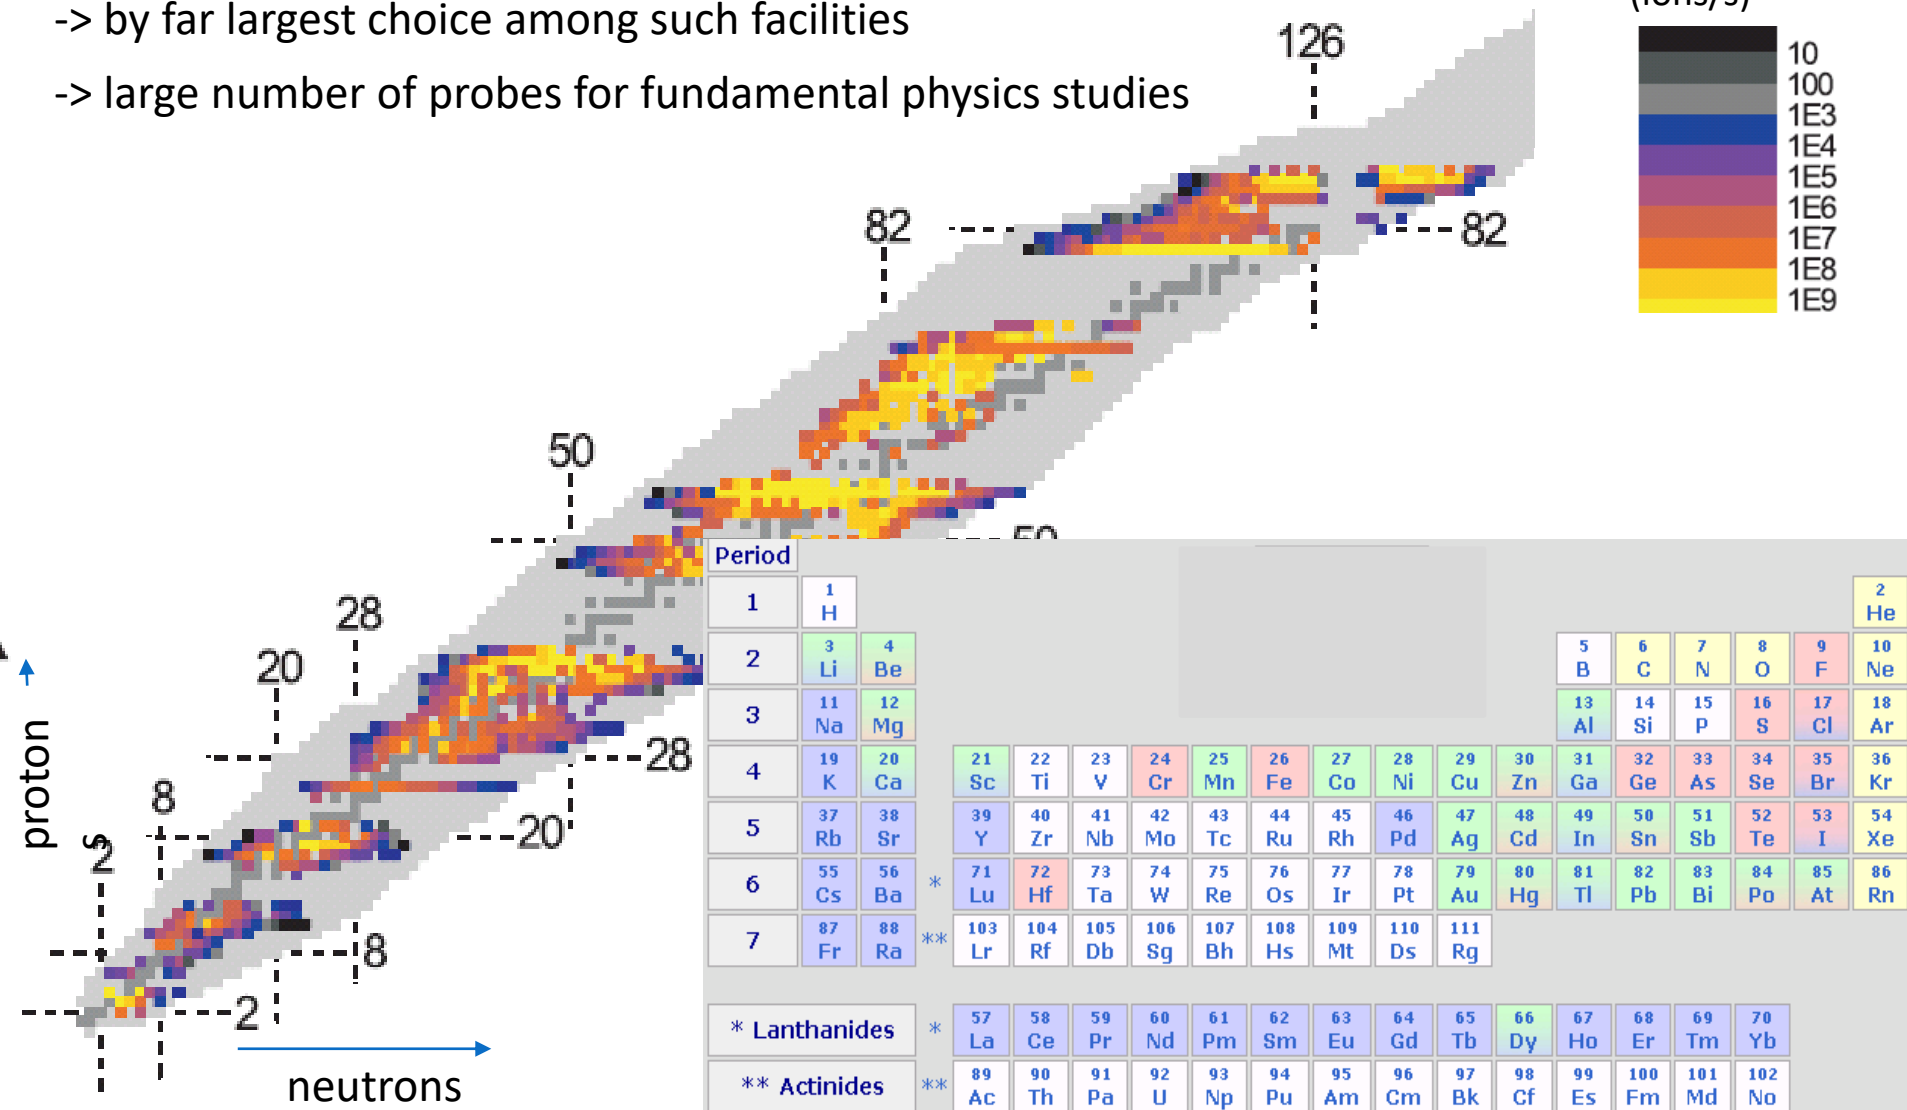 -> by far largest choice among such facilities
-> large number of probes for fundamental physics studies
(ions/s)
10
100
1E3
1E4
1E5
1E6
1E7
1E8
1E9
126
82
82
50
50
28
28
20
20
8
8
2
2
proton
s
neutrons
Period
1 1 H 2 He
2 3 Li 4 Be 5 B 6 C 7 N 8 O 9 F 10 Ne
3 11 Na 12 Mg 13 Al 14 Si 15 P 16 S 17 Cl 18 Ar
4 19 K 20 Ca 21 Sc 22 Ti 23 V 24 Cr 25 Mn 26 Fe 27 Co 28 Ni 29 Cu 30 Zn 31 Ga 32 Ge 33 As 34 Se 35 Br 36 Kr
5 37 Rb 38 Sr 39 Y 40 Zr 41 Nb 42 Mo 43 Tc 44 Ru 45 Rh 46 Pd 47 Ag 48 Cd 49 In 50 Sn 51 Sb 52 Te 53 I 54 Xe
6 55 Cs 56 Ba * 71 Lu 72 Hf 73 Ta 74 W 75 Re 76 Os 77 Ir 78 Pt 79 Au 80 Hg 81 Tl 82 Pb 83 Bi 84 Po 85 At 86 Rn
7 87 Fr 88 Ra ** 103 Lr 104 Rf 105 Db 106 Sg 107 Bh 108 Hs 109 Mt 110 Ds 111 Rg
* Lanthanides * 57 La 58 Ce 59 Pr 60 Nd 61 Pm 62 Sm 63 Eu 64 Gd 65 Tb 66 Dy 67 Ho 68 Er 69 Tm 70 Yb
** Actinides ** 89 Ac 90 Th 91 Pa 92 U 93 Np 94 Pu 95 Am 96 Cm 97 Bk 98 Cf 99 Es 100 Fm 101 Md 102 No